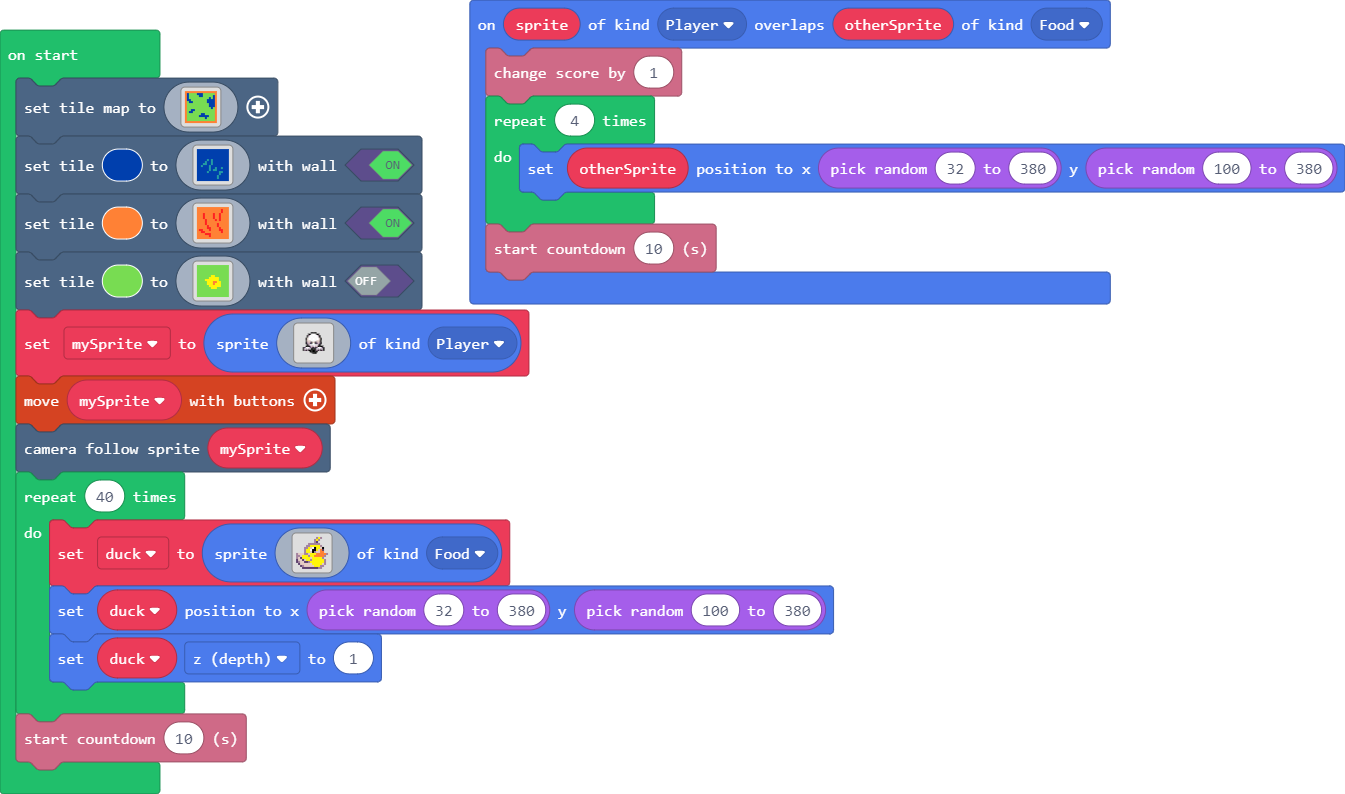 on start
set tile map to
set tile to with wall ON
set tile to with wall ON
set tile to with wall OFF
set mySprite to sprite of kind Player
move mySprite with buttons
camera follow sprite mySprite
repeat 40 times
do
set duck to sprite of kind Food
set duck position to x pick random 32 to 380 y pick random 100 to 380
set duck z (depth) to 1
start countdown 10 (s)
on sprite of kind Player overlaps otherSprite of kind Food
change score by 1
repeat 4 times
do
set otherSprite position to x pick random 32 to 380 y pick random 100 to 380
start countdown 10 (s)